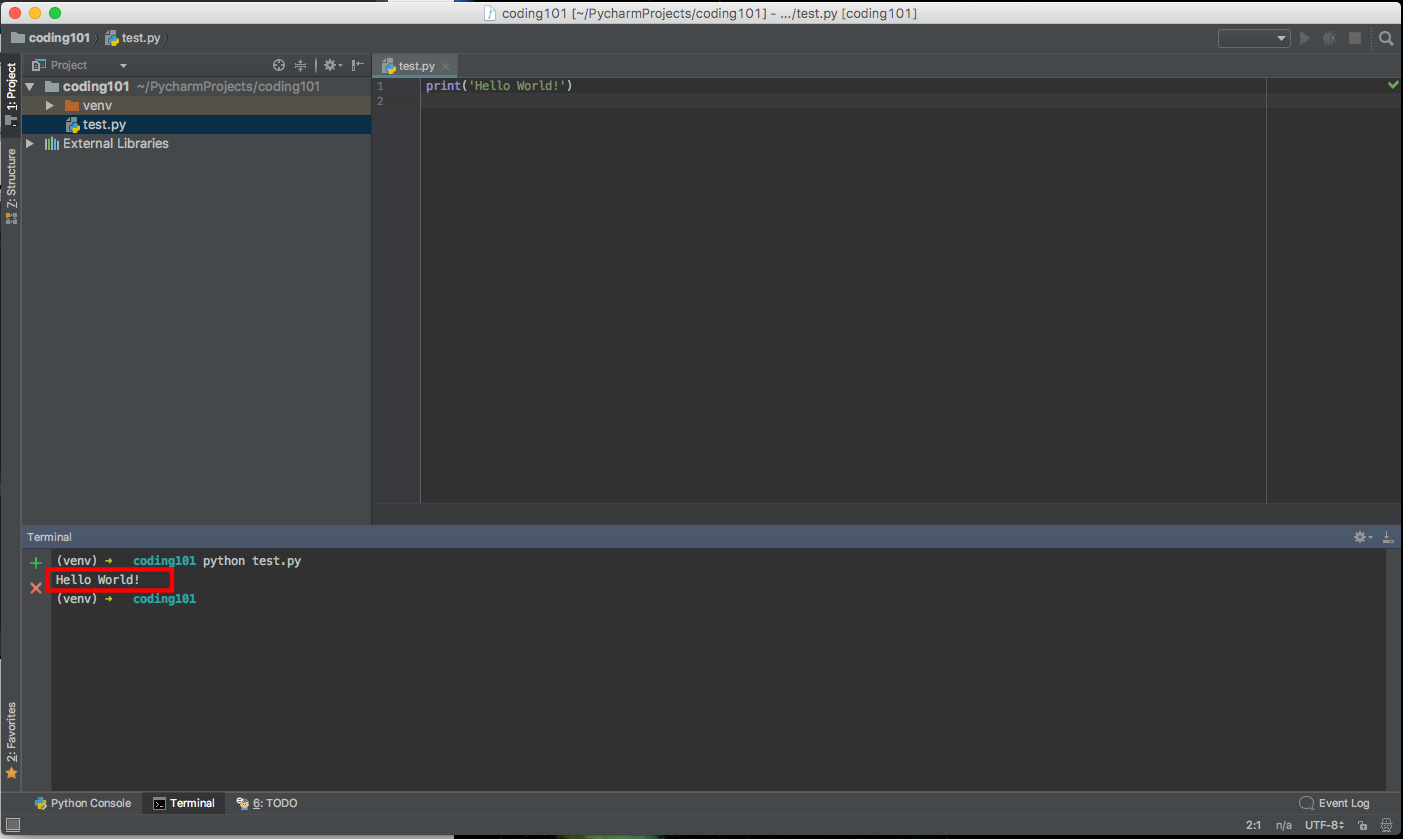 coding101 [~/PycharmProjects/coding101] - .../test.py [coding101]
coding101 test.py
Project
test.py
1: Project
coding101 ~/PycharmProjects/coding101
venv
test.py
External Libraries
7: Structure
1 print('Hello World!')
2
Terminal
(venv) → coding101 python test.py
Hello World!
(venv) → coding101
2: Favorites
Python Console Terminal 6: TODO Event Log
2:1 n/a UTF-8